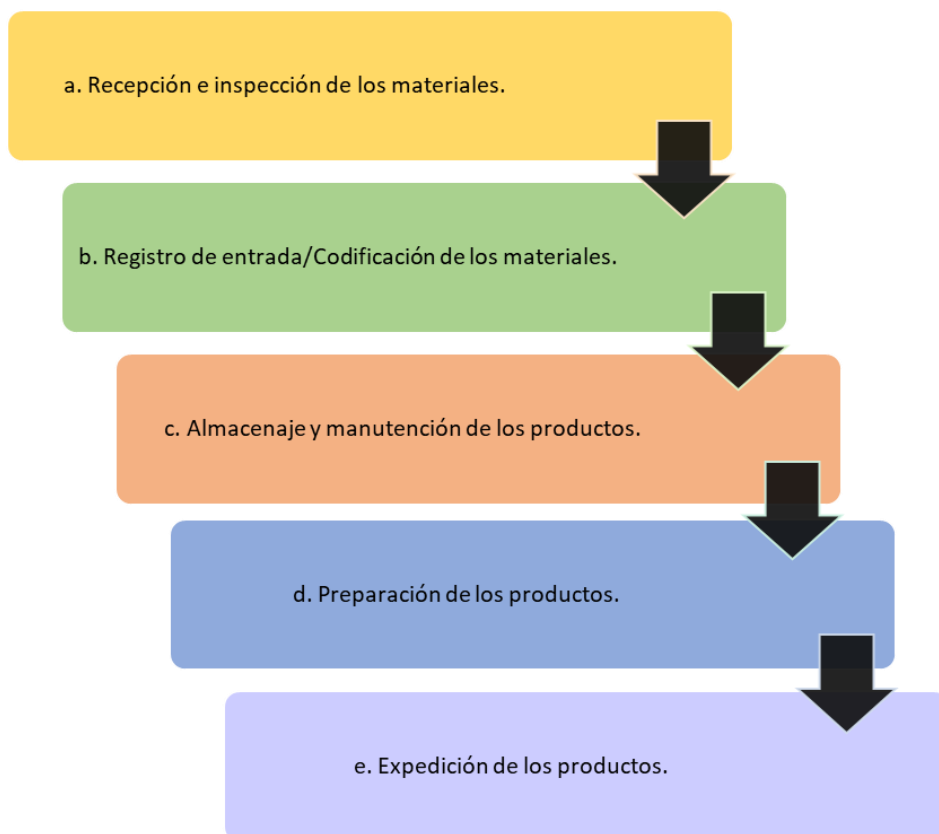 a. Recepción e inspección de los materiales.
b. Registro de entrada/Codificación de los materiales.
c. Almacenaje y manutención de los productos.
d. Preparación de los productos.
e. Expedición de los productos.